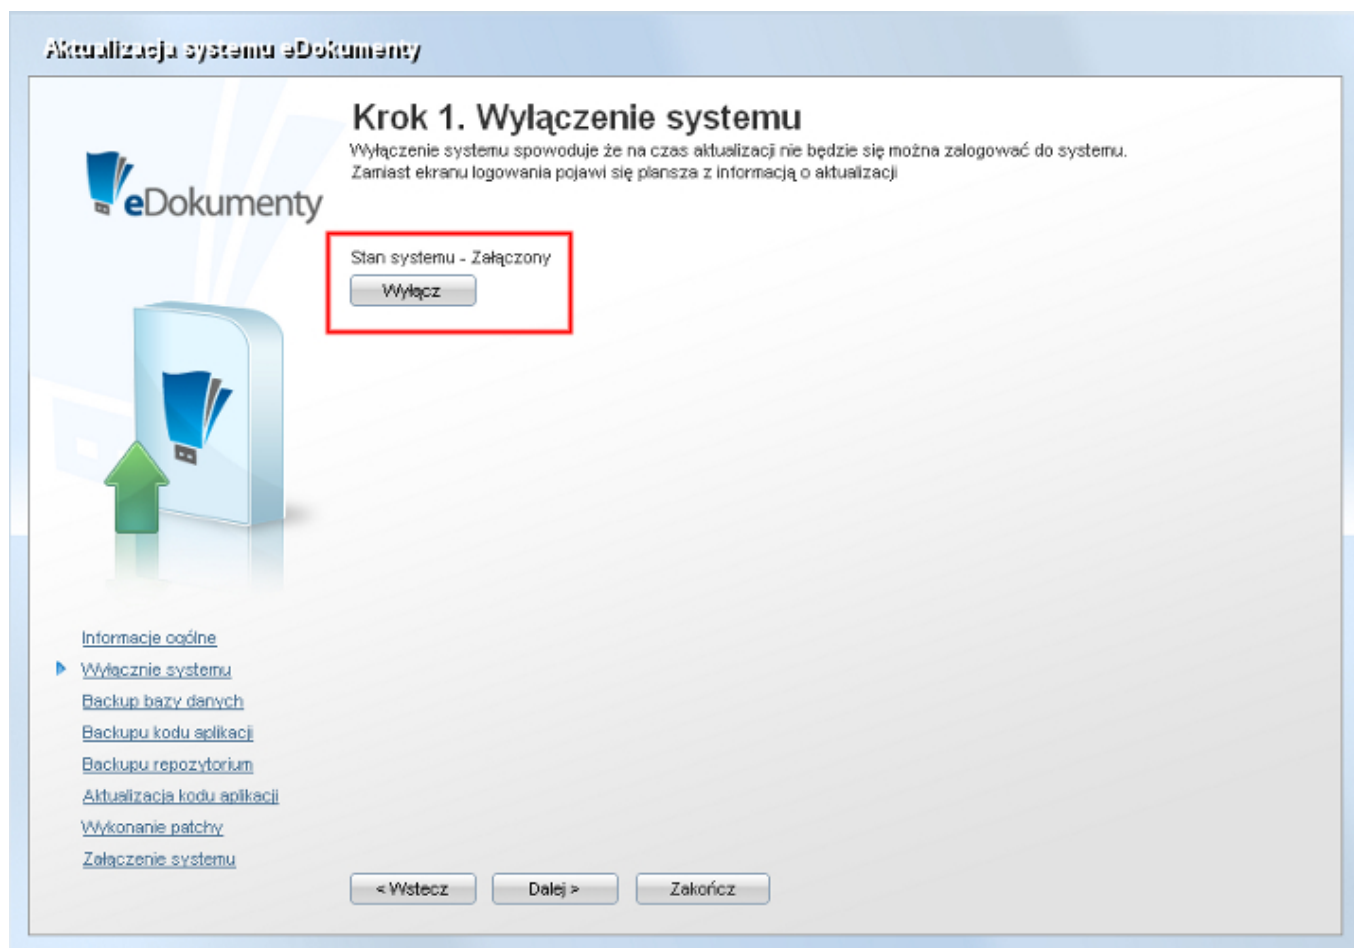 Aktualizacja systemu eDokumenty
Krok 1. Wyłączenie systemu
Wyłączenie systemu spowoduje że na czas aktualizacji nie będzie się można zalogować do systemu.
Zamiast ekranu logowania pojawi się plansza z informacją o aktualizacji
eDokumenty
Stan systemu - Załączony
Wyłącz
Informacje ogólne
Wyłącznie systemu
Backup bazy danych
Backupu kodu aplikacji
Backupu repozytorium
Aktualizacja kodu aplikacji
Wykonanie patchy
Załączenie systemu
< Wstecz
Dalej >
Zakończ